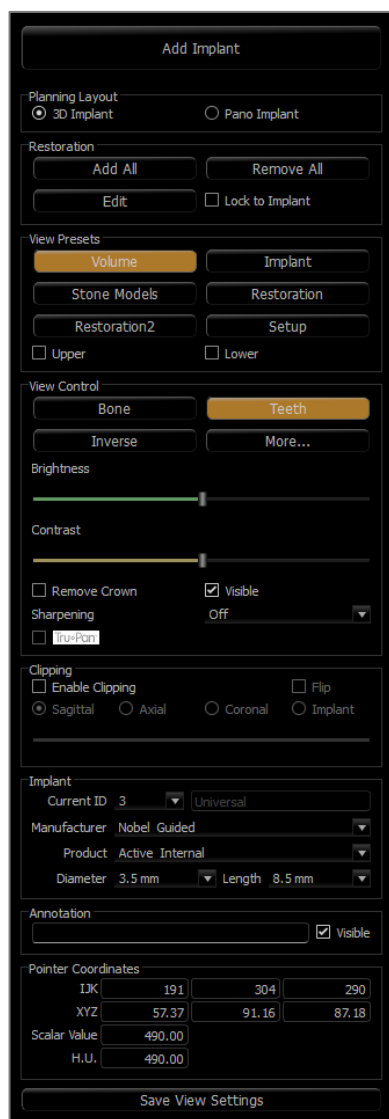 Add Implant
Planning Layout
3D Implant Pano Implant
Restoration
Add All Remove All
Edit Lock to Implant
View Presets
Volume Implant
Stone Models Restoration
Restoration2 Setup
Upper Lower
View Control
Bone Teeth
Inverse More...
Brightness
Contrast
Remove Crown Visible
Sharpening Off
Tru-Pan
Clipping
Enable Clipping Flip
Sagittal Axial Coronal Implant
Implant
Current ID 3 Universal
Manufacturer Nobel Guided
Product Active Internal
Diameter 3.5 mm Length 8.5 mm
Annotation
Visible
Pointer Coordinates
IJK 191 304 290
XYZ 57.37 91.16 87.18
Scalar Value 490.00
H.U. 490.00
Save View Settings